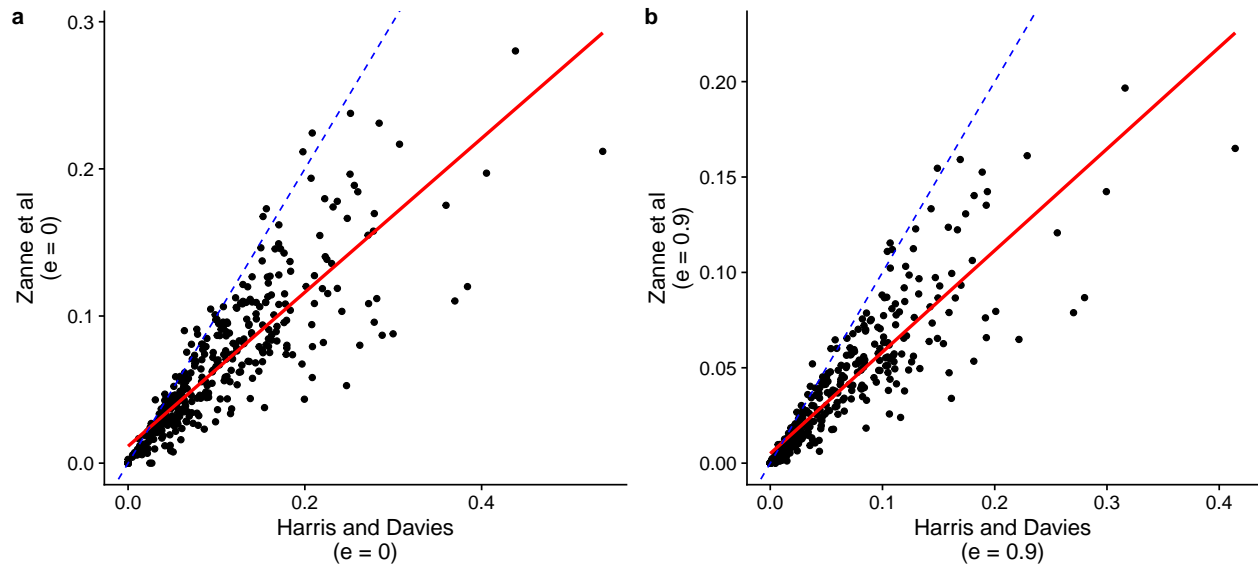 a
0.3
0.2
0.1
0.0
Zanne et al
(e = 0)
0.0
0.2
0.4
Harris and Davies
(e = 0)
b
0.20
0.15
0.10
0.05
0.00
Zanne et al
(e = 0.9)
0.0
0.1
0.2
0.3
0.4
Harris and Davies
(e = 0.9)